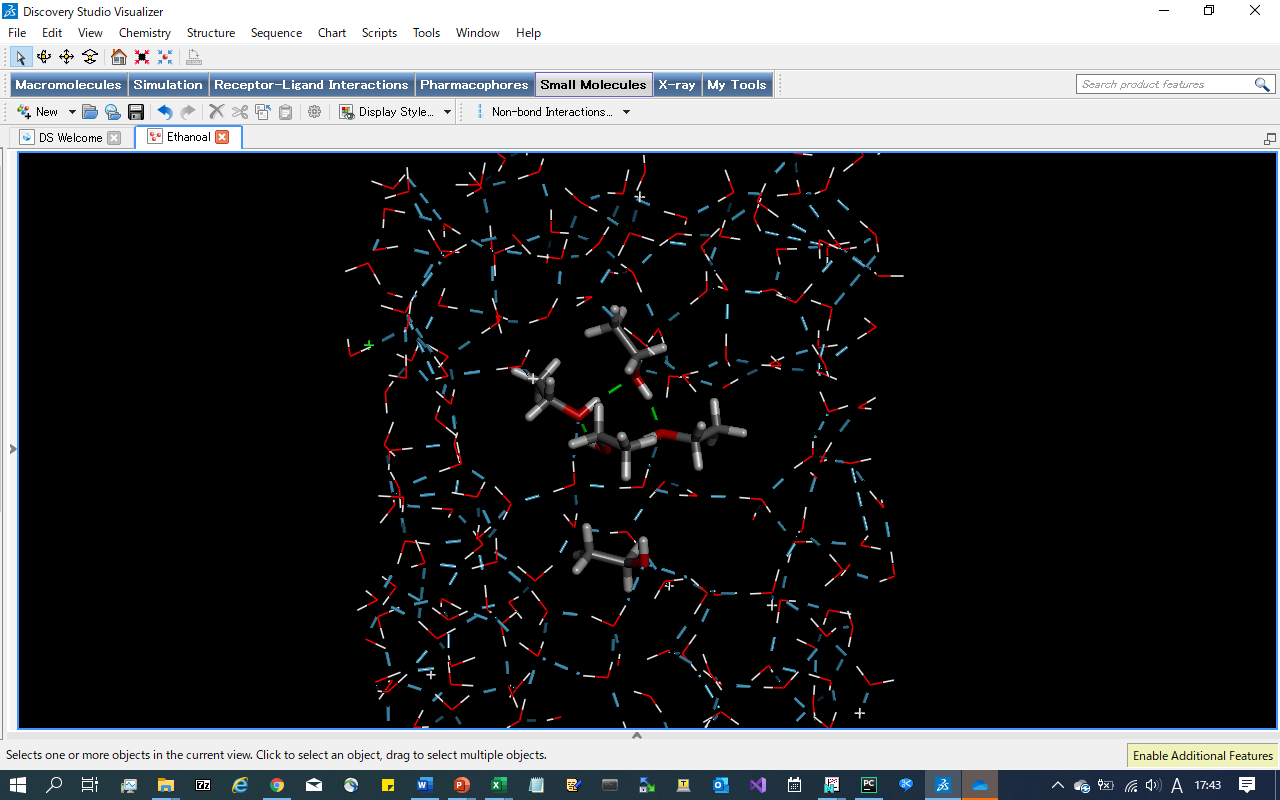 Discovery Studio Visualizer
File Edit View Chemistry Structure Sequence Chart Scripts Tools Window Help
Macromolecules Simulation Receptor-Ligand Interactions Pharmacophores Small Molecules X-ray My Tools Search product features
New Display Style... Non-bond Interactions...
DS Welcome Ethanoal
Selects one or more objects in the current view. Click to select an object, drag to select multiple objects. Enable Additional Features
A 17:43